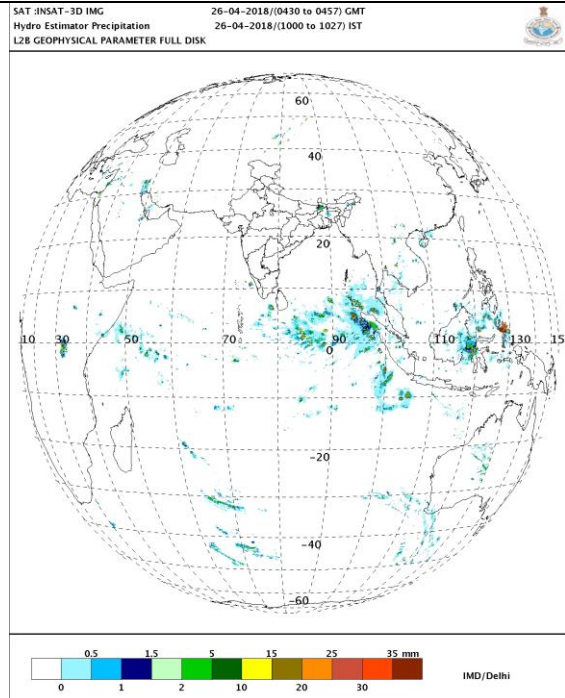 SAT :INSAT-3D IMG 26-04-2018/(0430 to 0457) GMT
Hydro Estimator Precipitation 26-04-2018/(1000 to 1027) IST
L2B GEOPHYSICAL PARAMETER FULL DISK
60
40
20
10 30 50 70 90 110 130 15
0
-20
-40
-60
0.5 1.5 5 15 25 35 mm
0 1 2 10 20 30
IMD/Delhi